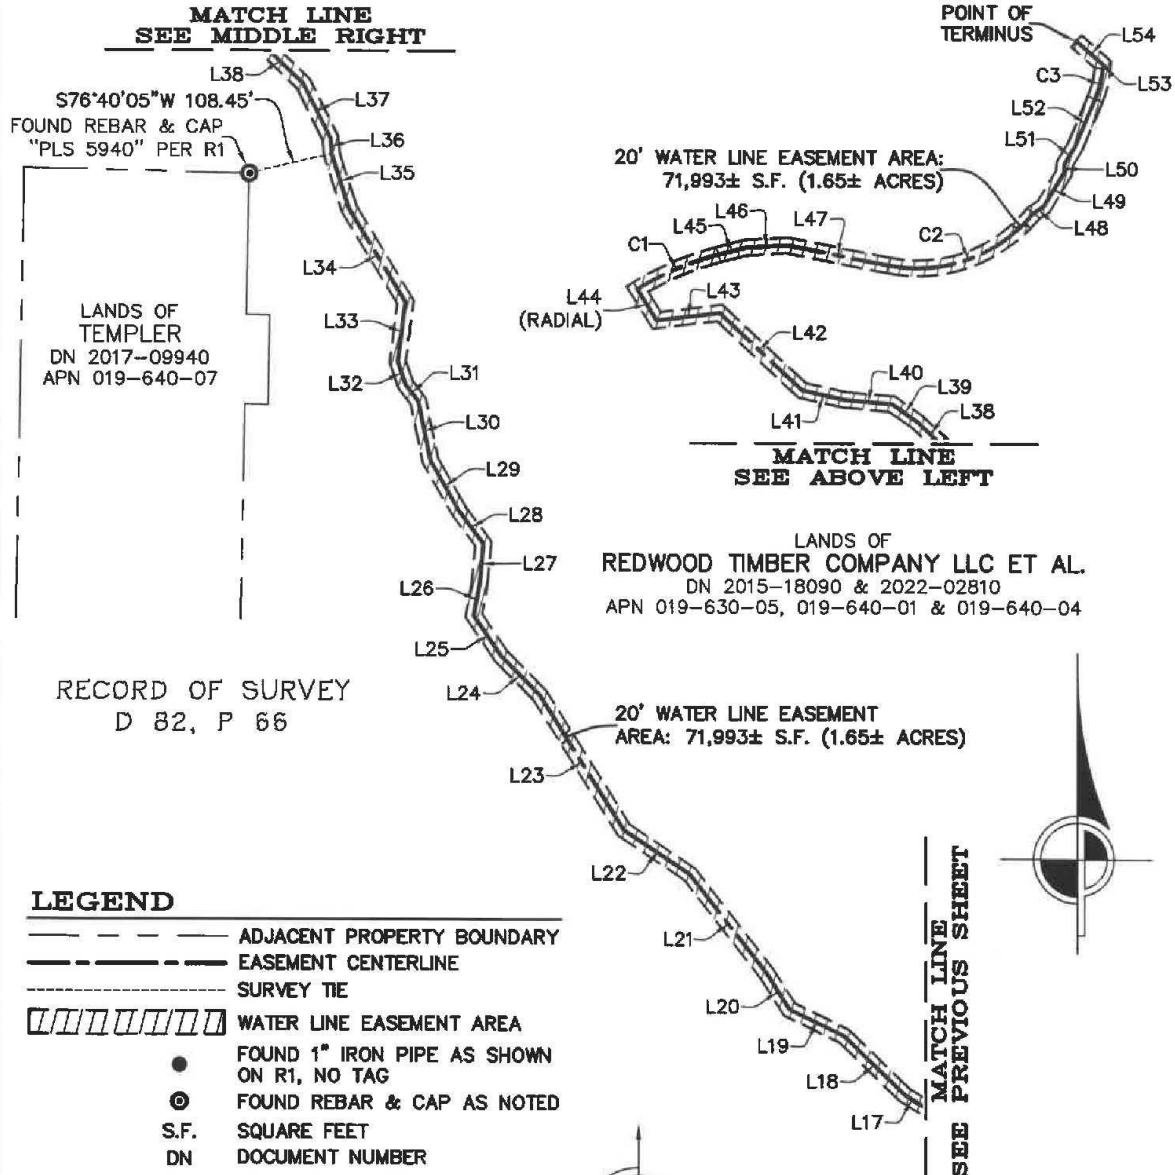 MATCH LINE
SEE MIDDLE RIGHT
L38
L37
S76°40'05"W 108.45'
FOUND REBAR & CAP
"PLS 5940" PER R1
L36
L35
L34
LANDS OF
TEMPLER
DN 2017-09940
APN 019-640-07
L33
L32
L31
L30
L29
L28
L27
L26
L25
L24
RECORD OF SURVEY
D 82, P 66
POINT OF
TERMINUS
L54
L53
C3
L52
L51
L50
L49
L48
20' WATER LINE EASEMENT AREA:
71,993± S.F. (1.65± ACRES)
C2
L47
L46
L45
C1
L44
(RADIAL)
L43
L42
L41
L40
L39
L38
MATCH LINE
SEE ABOVE LEFT
LANDS OF
REDWOOD TIMBER COMPANY LLC ET AL.
DN 2015-18090 & 2022-02810
APN 019-630-05, 019-640-01 & 019-640-04
20' WATER LINE EASEMENT
AREA: 71,993± S.F. (1.65± ACRES)
L23
L22
L21
L20
L19
L18
L17
MATCH LINE
SEE PREVIOUS SHEET
LEGEND
ADJACENT PROPERTY BOUNDARY
EASEMENT CENTERLINE
SURVEY TIE
WATER LINE EASEMENT AREA
FOUND 1" IRON PIPE AS SHOWN
ON R1, NO TAG
FOUND REBAR & CAP AS NOTED
S.F. SQUARE FEET
DN DOCUMENT NUMBER